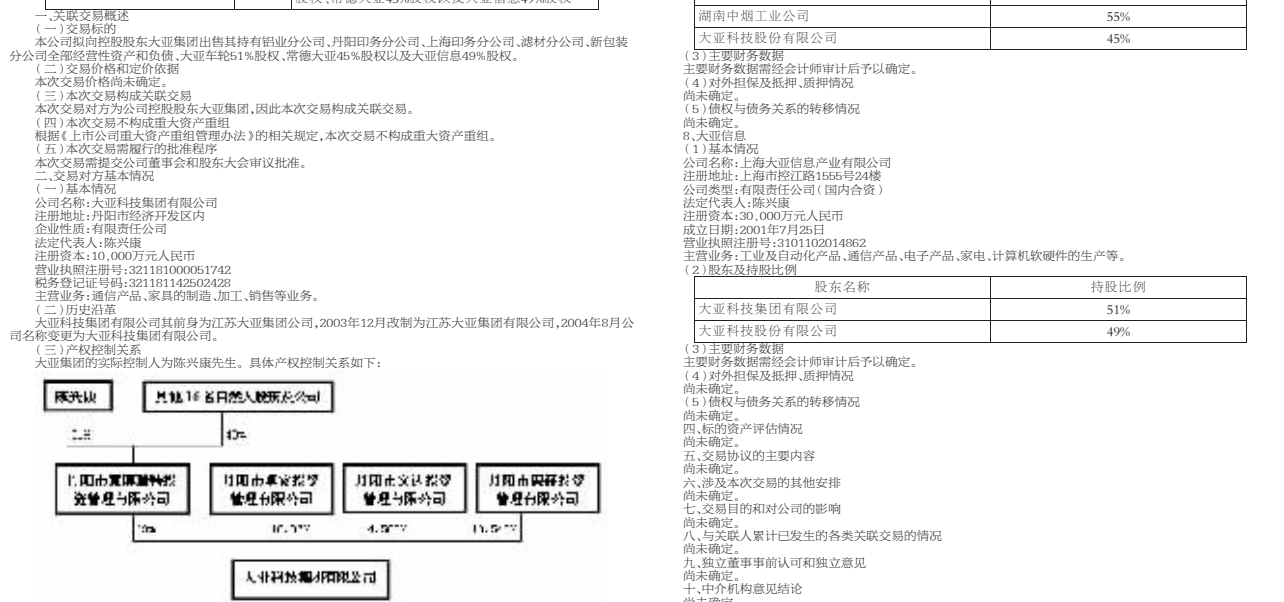 股权、常德大亚45%股权以及大亚信息49%股权
一、关联交易概述
(一)交易标的
本公司拟向控股股东大亚集团出售其持有铝业分公司、丹阳印务分公司、上海印务分公司、滤材分公司、新包装
分公司全部经营性资产和负债、大亚车轮51%股权、常德大亚45%股权以及大亚信息49%股权。
(二)交易价格和定价依据
本次交易价格尚未确定。
(三)本次交易构成关联交易
本次交易对方为公司控股股东大亚集团,因此本次交易构成关联交易。
(四)本次交易不构成重大资产重组
根据《上市公司重大资产重组管理办法》的相关规定,本次交易不构成重大资产重组。
(五)本次交易需履行的批准程序
本次交易需提交公司董事会和股东大会审议批准。
二、交易对方基本情况
(一)基本情况
公司名称:大亚科技集团有限公司
注册地址:丹阳市经济开发区内
企业性质:有限责任公司
法定代表人:陈兴康
注册资本:10,000万元人民币
营业执照注册号:321181000051742
税务登记证号码:321181142502428
主营业务:通信产品、家具的制造、加工、销售等业务。
(二)历史沿革
大亚科技集团有限公司其前身为江苏大亚集团公司,2003年12月改制为江苏大亚集团有限公司,2004年8月公
司名称变更为大亚科技集团有限公司。
(三)产权控制关系
大亚集团的实际控制人为陈兴康先生。具体产权控制关系如下:
陈兴康
大亚科技集团有限公司
湖南中烟工业公司 55%
大亚科技股份有限公司 45%
(3)主要财务数据
主要财务数据需经会计师审计后予以确定。
(4)对外担保及抵押、质押情况
尚未确定。
(5)债权与债务关系的转移情况
尚未确定。
8、大亚信息
(1)基本情况
公司名称:上海大亚信息产业有限公司
注册地址:上海市控江路1555号24楼
公司类型:有限责任公司(国内合资)
法定代表人:陈兴康
注册资本:30,000万元人民币
成立日期:2001年7月25日
营业执照注册号:3101102014862
主营业务:工业及自动化产品、通信产品、电子产品、家电、计算机软硬件的生产等。
(2)股东及持股比例
股东名称 持股比例
大亚科技集团有限公司 51%
大亚科技股份有限公司 49%
(3)主要财务数据
主要财务数据需经会计师审计后予以确定。
(4)对外担保及抵押、质押情况
尚未确定。
(5)债权与债务关系的转移情况
尚未确定。
四、标的资产评估情况
尚未确定。
五、交易协议的主要内容
尚未确定。
六、涉及本次交易的其他安排
尚未确定。
七、交易目的和对公司的影响
尚未确定。
八、与关联人累计已发生的各类关联交易的情况
尚未确定。
九、独立董事事前认可和独立意见
尚未确定。
十、中介机构意见结论
尚未确定。